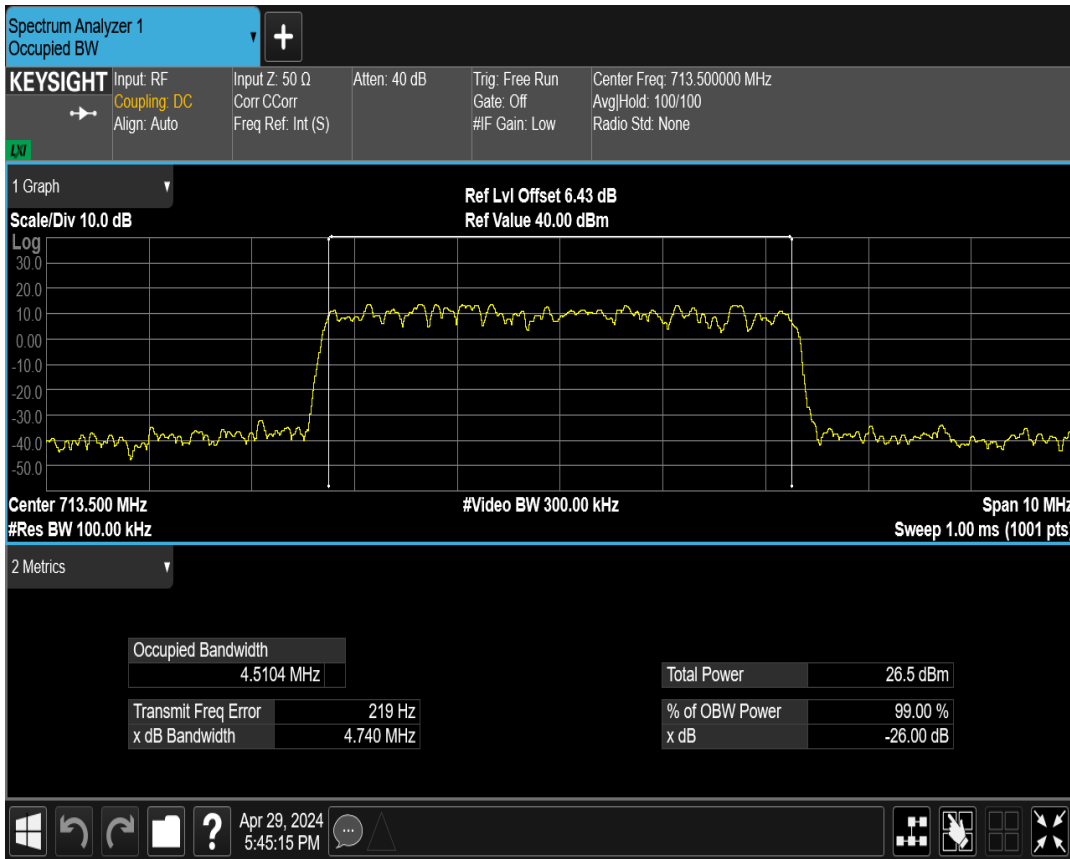 Spectrum Analyzer 1
Occupied BW
+
KEYSIGHT
LXI
Input: RF
Coupling: DC
Align: Auto
Input Z: 50 Ω
Corr CCorr
Freq Ref: Int (S)
Atten: 40 dB
Trig: Free Run
Gate: Off
#IF Gain: Low
Center Freq: 713.500000 MHz
Avg|Hold: 100/100
Radio Std: None
1 Graph
Scale/Div 10.0 dB
Ref Lvl Offset 6.43 dB
Ref Value 40.00 dBm
Log
30.0
20.0
10.0
0.00
-10.0
-20.0
-30.0
-40.0
-50.0
Center 713.500 MHz
#Video BW 300.00 kHz
Span 10 MHz
#Res BW 100.00 kHz
Sweep 1.00 ms (1001 pts)
2 Metrics
Occupied Bandwidth
4.5104 MHz
Total Power 26.5 dBm
Transmit Freq Error 219 Hz
% of OBW Power 99.00 %
x dB Bandwidth 4.740 MHz
x dB -26.00 dB
?
Apr 29, 2024
5:45:15 PM
...